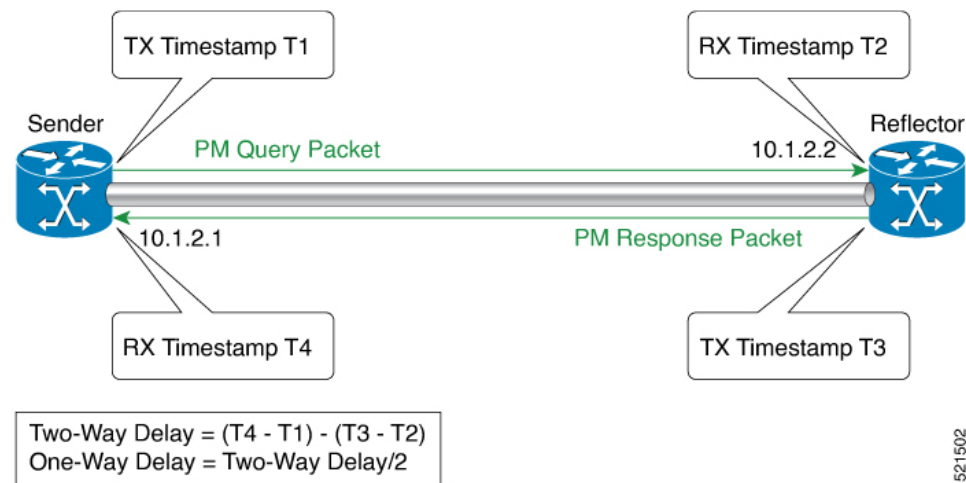 TX Timestamp T1
RX Timestamp T2
Sender
Reflector
PM Query Packet
10.1.2.2
10.1.2.1
PM Response Packet
RX Timestamp T4
TX Timestamp T3
Two-Way Delay = (T4 - T1) - (T3 - T2)
One-Way Delay = Two-Way Delay/2
521502